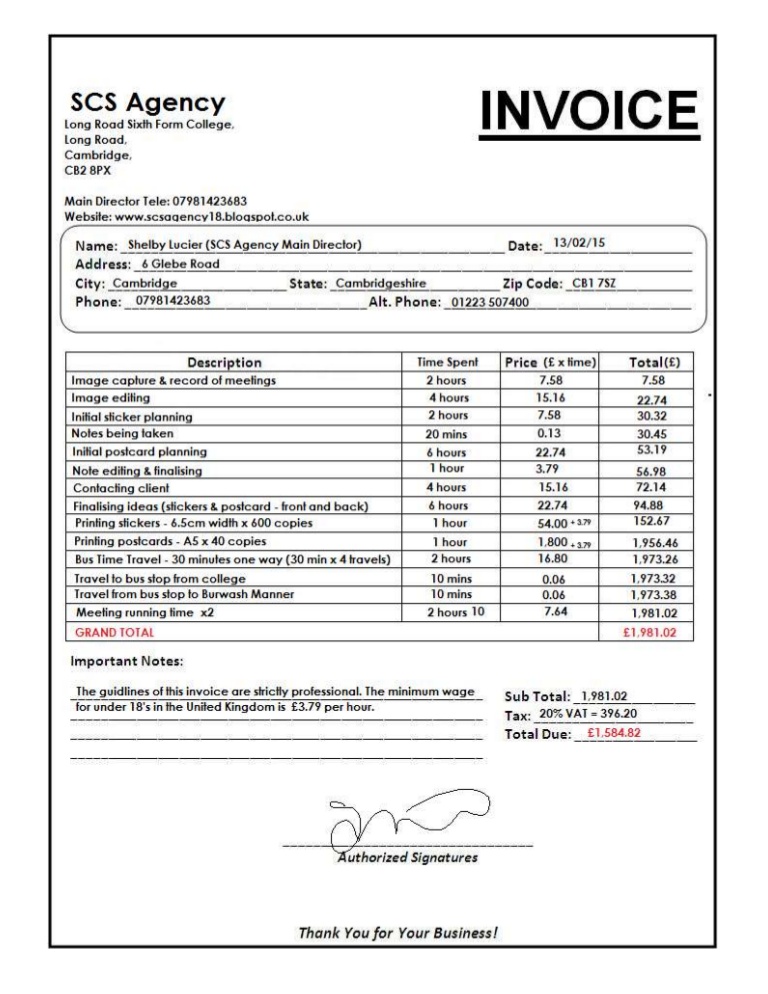 SCS Agency
INVOICE
Long Road Sixth Form College,
Long Road,
Cambridge,
CB2 8PX
Main Director Tele: 07981423683
Website: www.scsagency18.blogspot.co.uk
Name: Shelby Lucier (SCS Agency Main Director) Date: 13/02/15
Address: 6 Glebe Road
City: Cambridge State: Cambridgeshire Zip Code: CB1 7SZ
Phone: 07981423683 Alt. Phone: 01223 507400
Description Time Spent Price (£ x time) Total(£)
Image capture & record of meetings 2 hours 7.58 7.58
Image editing 4 hours 15.16 22.74
Initial sticker planning 2 hours 7.58 30.32
Notes being taken 20 mins 0.13 30.45
Initial postcard planning 6 hours 22.74 53.19
Note editing & finalising 1 hour 3.79 56.98
Contacting client 4 hours 15.16 72.14
Finalising ideas (stickers & postcard - front and back) 6 hours 22.74 94.88
Printing stickers - 6.5cm width x 600 copies 1 hour 54.00 + 3.79 152.67
Printing postcards - A5 x 40 copies 1 hour 1.800 + 3.79 1,956.46
Bus Time Travel - 30 minutes one way (30 min x 4 travels) 2 hours 16.80 1,973.26
Travel to bus stop from college 10 mins 0.06 1,973.32
Travel from bus stop to Burwash Manner 10 mins 0.06 1,973.38
Meeting running time x2 2 hours 10 7.64 1,981.02
GRAND TOTAL £1,981.02
Important Notes:
The guidlines of this invoice are strictly professional. The minimum wage
for under 18's in the United Kingdom is £3.79 per hour.
Sub Total: 1,981.02
Tax: 20% VAT = 396.20
Total Due: £1,584.82
Authorized Signatures
Thank You for Your Business!